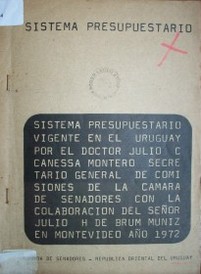 SISTEMA PRESUPUESTARIO
SISTEMA PRESUPUESTARIO
VIGENTE EN EL URUGUAY
POR EL DOCTOR JULIO C
CANESSA MONTERO SECRE
TARIO GENERAL DE COMI
SIONES DE LA CAMARA
DE SENADORES CON LA
COLABORACION DEL SEÑOR
JULIO H DE BRUM MUNIZ
EN MONTEVIDEO AÑO 1972
DE SENADORES - REPUBLICA ORIENTAL DEL URUGUAY